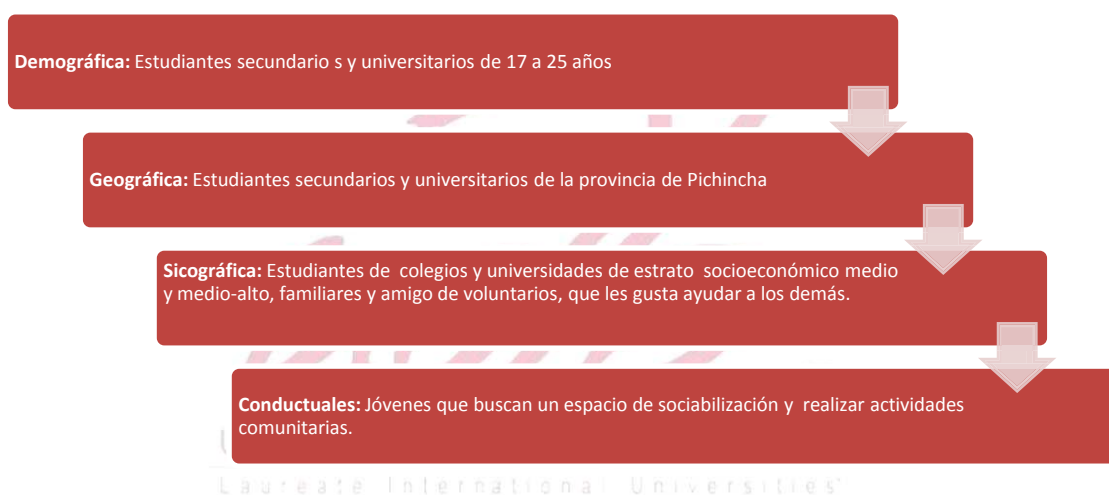 Demográfica: Estudiantes secundario s y universitarios de 17 a 25 años
Geográfica: Estudiantes secundarios y universitarios de la provincia de Pichincha
Sicográfica: Estudiantes de colegios y universidades de estrato socioeconómico medio
y medio-alto, familiares y amigo de voluntarios, que les gusta ayudar a los demás.
Conductuales: Jóvenes que buscan un espacio de sociabilización y realizar actividades
comunitarias.
Laureate International Universities